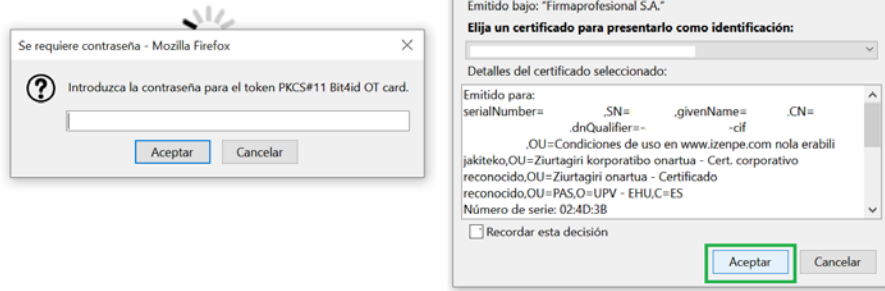 Se requiere contraseña - Mozilla Firefox
Introduzca la contraseña para el token PKCS#11 Bit4id OT card.
Aceptar
Cancelar
Emitido bajo: "Firmaprofesional S.A."
Elija un certificado para presentarlo como identificación:
Detalles del certificado seleccionado:
Emitido para:
serialNumber= ,SN= ,givenName= ,CN=
,dnQualifier=- -cif
,OU=Condiciones de uso en www.izenpe.com nola erabili
jakiteko,OU=Ziurtagiri korporatibo onartua - Cert. corporativo
reconocido,OU=Ziurtagiri onartua - Certificado
reconocido,OU=PAS,O=UPV - EHU,C=ES
Número de serie: 02:4D:3B
Recordar esta decisión
Aceptar
Cancelar